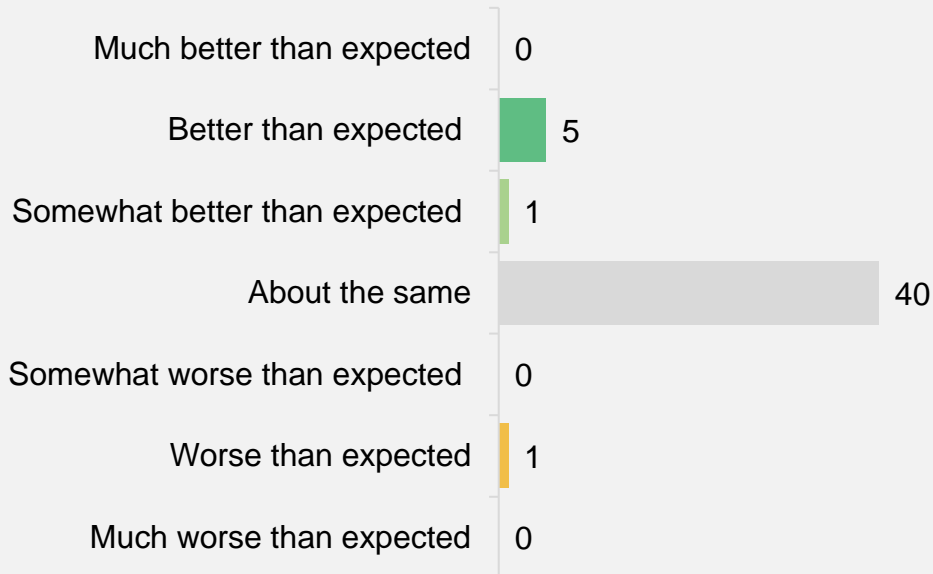 Much better than expected 0
Better than expected 5
Somewhat better than expected 1
About the same 40
Somewhat worse than expected 0
Worse than expected 1
Much worse than expected 0